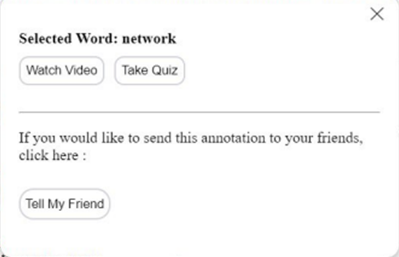 Selected Word: network
Watch Video Take Quiz
If you would like to send this annotation to your friends,
click here :
Tell My Friend